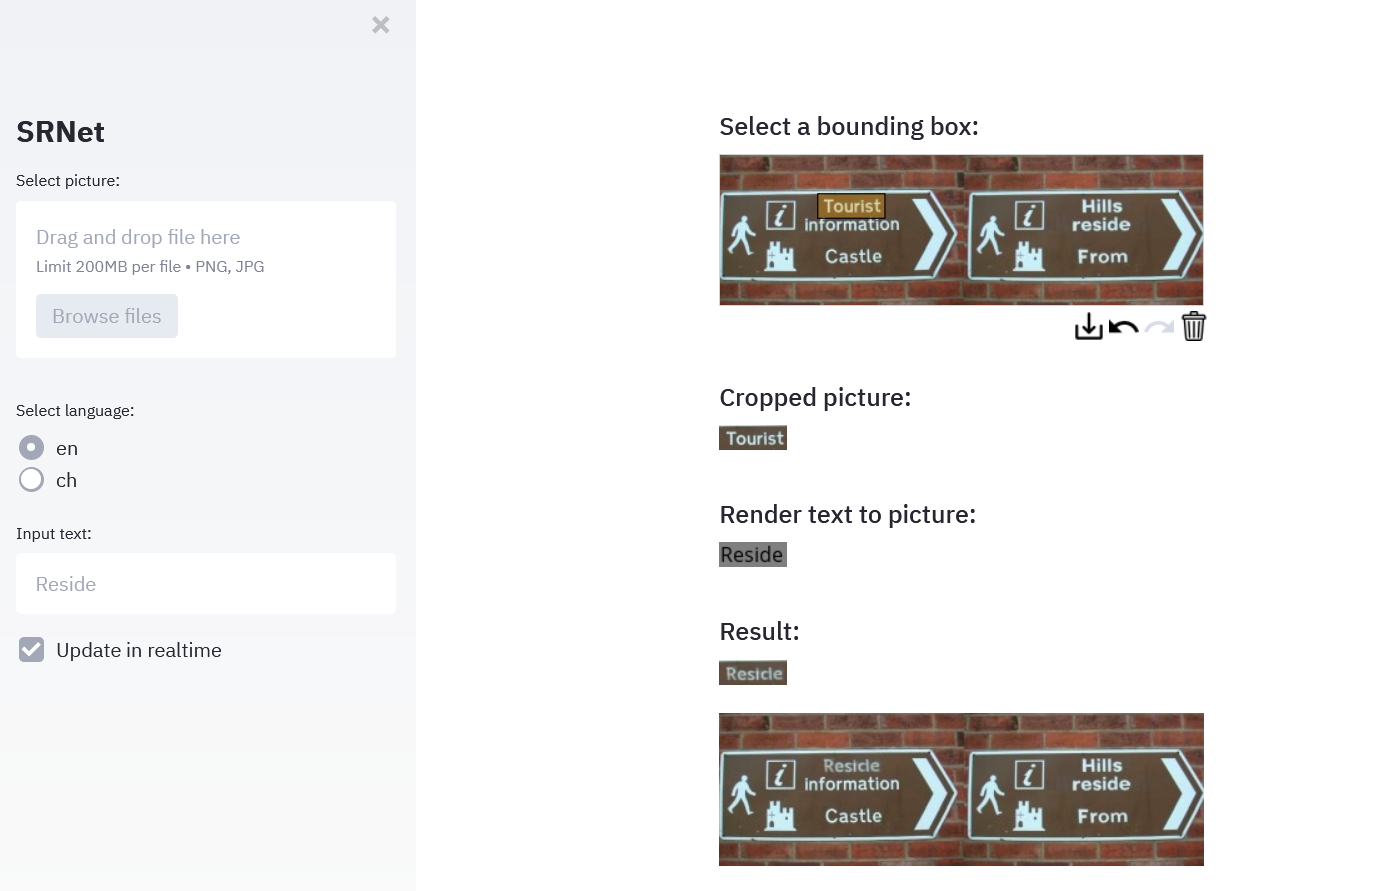 SRNet
Select picture:
Drag and drop file here
Limit 200MB per file • PNG, JPG
Browse files
Select language:
en
ch
Input text:
Reside
Update in realtime
Select a bounding box:
i Tourist
information
Castle
i Hills
reside
From
Cropped picture:
Tourist
Render text to picture:
Reside
Result:
Resicle
i Resicle
information
Castle
i Hills
reside
From